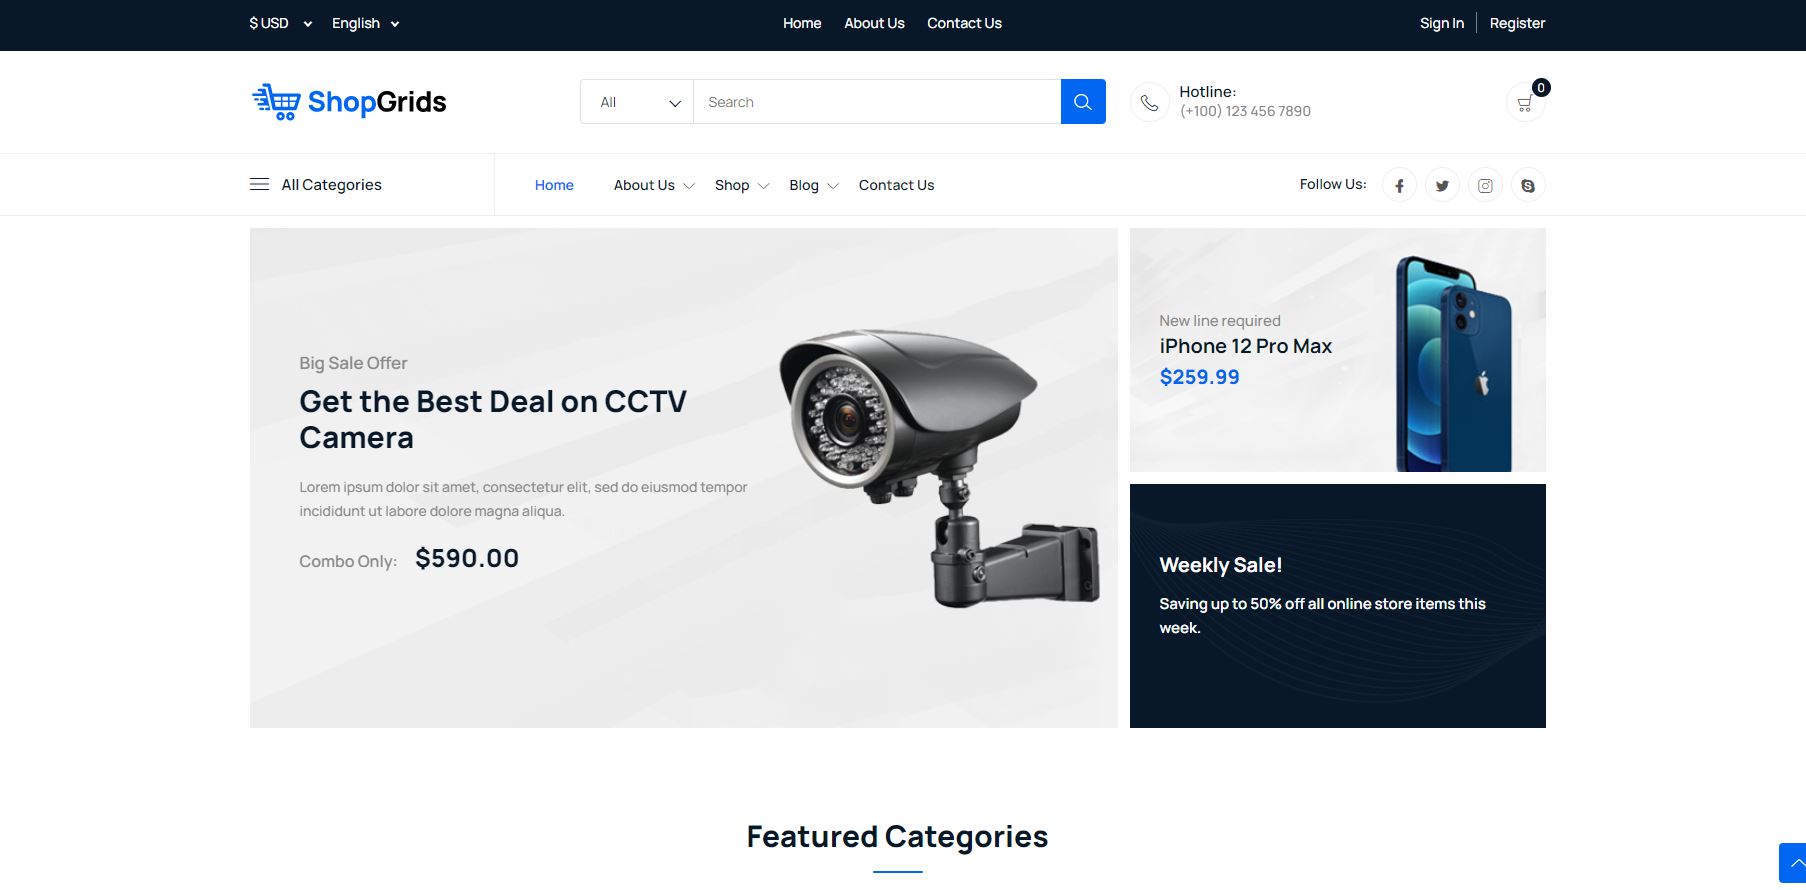 $ USD
English
Home
About Us
Contact Us
Sign In
Register
ShopGrids
All
Search
Hotline:
(+100) 123 456 7890
0
All Categories
Home
About Us
Shop
Blog
Contact Us
Follow Us:
Big Sale Offer
Get the Best Deal on CCTV
Camera
Lorem ipsum dolor sit amet, consectetur elit, sed do eiusmod tempor
incididunt ut labore dolore magna aliqua.
Combo Only: $590.00
New line required
iPhone 12 Pro Max
$259.99
Weekly Sale!
Saving up to 50% off all online store items this
week.
Featured Categories